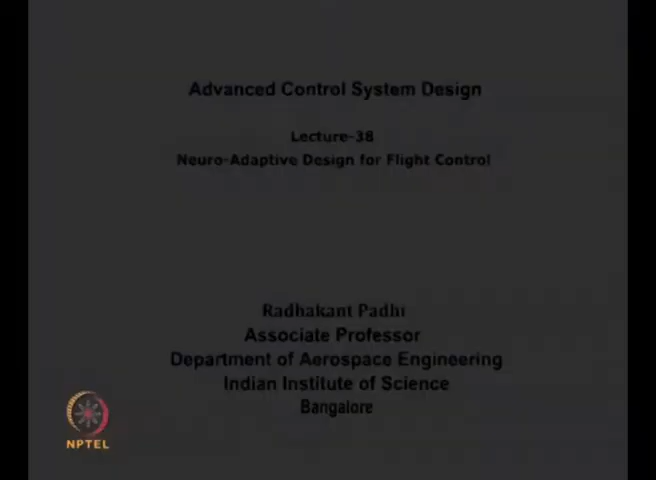 Advanced Control System Design
Lecture-38
Neuro-Adaptive Design for Flight Control
Radhakant Padhi
Associate Professor
Department of Aerospace Engineering
Indian Institute of Science
Bangalore
NPTEL